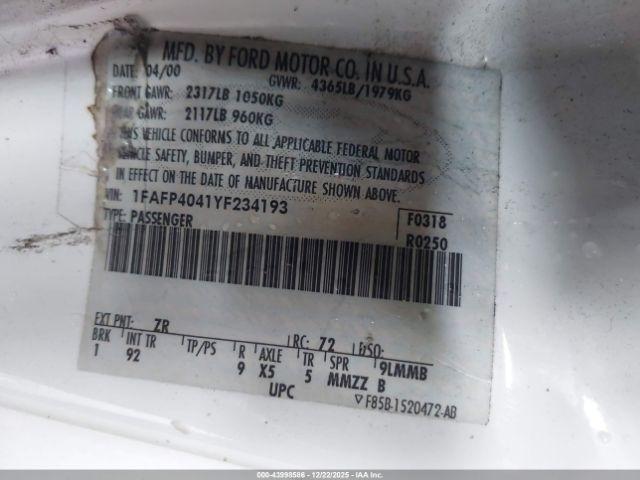 MFD. BY FORD MOTOR CO. IN U.S.A.
DATE: 04/00 GVWR: 4365LB/1979KG
FRONT GAWR: 2317LB 1050KG
REAR GAWR: 2117LB 960KG
THIS VEHICLE CONFORMS TO ALL APPLICABLE FEDERAL MOTOR
VEHICLE SAFETY, BUMPER, AND THEFT PREVENTION STANDARDS
IN EFFECT ON THE DATE OF MANUFACTURE SHOWN ABOVE.
VIN: 1FAFP4041YF234193 F0318
TYPE: PASSENGER R0250
EXT PNT: ZR RC: 72 DSO:
BRK INT TR TP/PS R AXLE TR SPR 9LMMB
1 92 9 X5 5 MMZZ B
UPC ▽F85B-1520472-AB
000-43998586 - 12/22/2025 - IAAI.CA